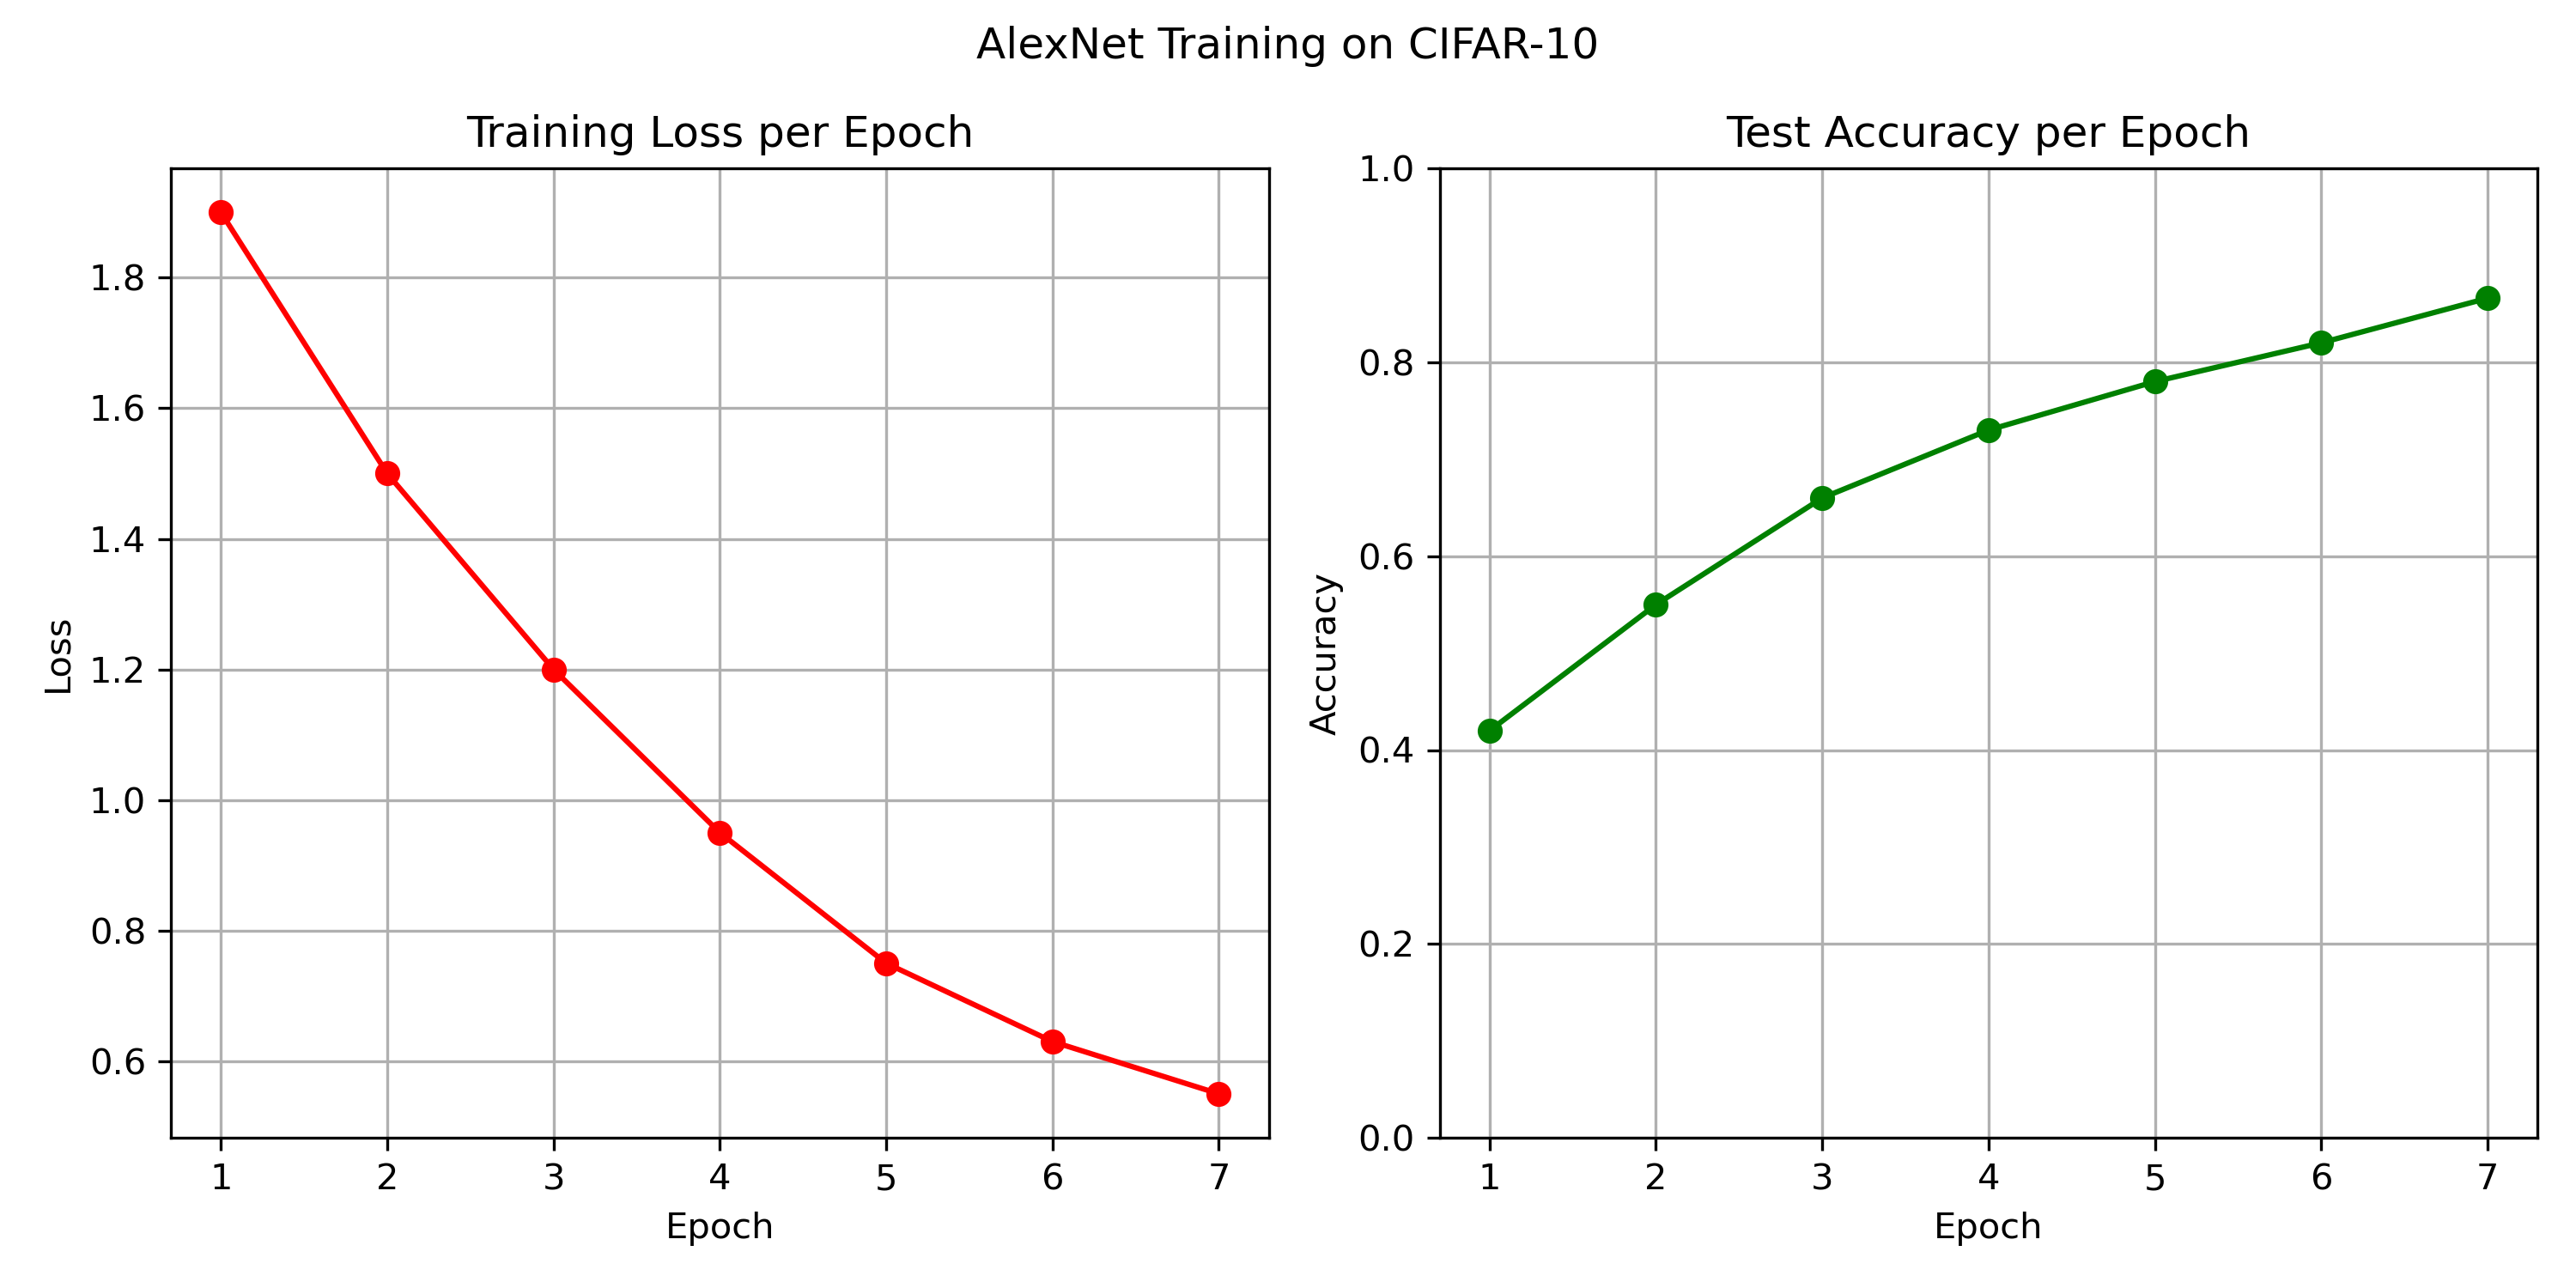 AlexNet Training on CIFAR-10
Training Loss per Epoch
Loss
1.8
1.6
1.4
1.2
1.0
0.8
0.6
1 2 3 4 5 6 7
Epoch
Test Accuracy per Epoch
Accuracy
1.0
0.8
0.6
0.4
0.2
0.0
1 2 3 4 5 6 7
Epoch